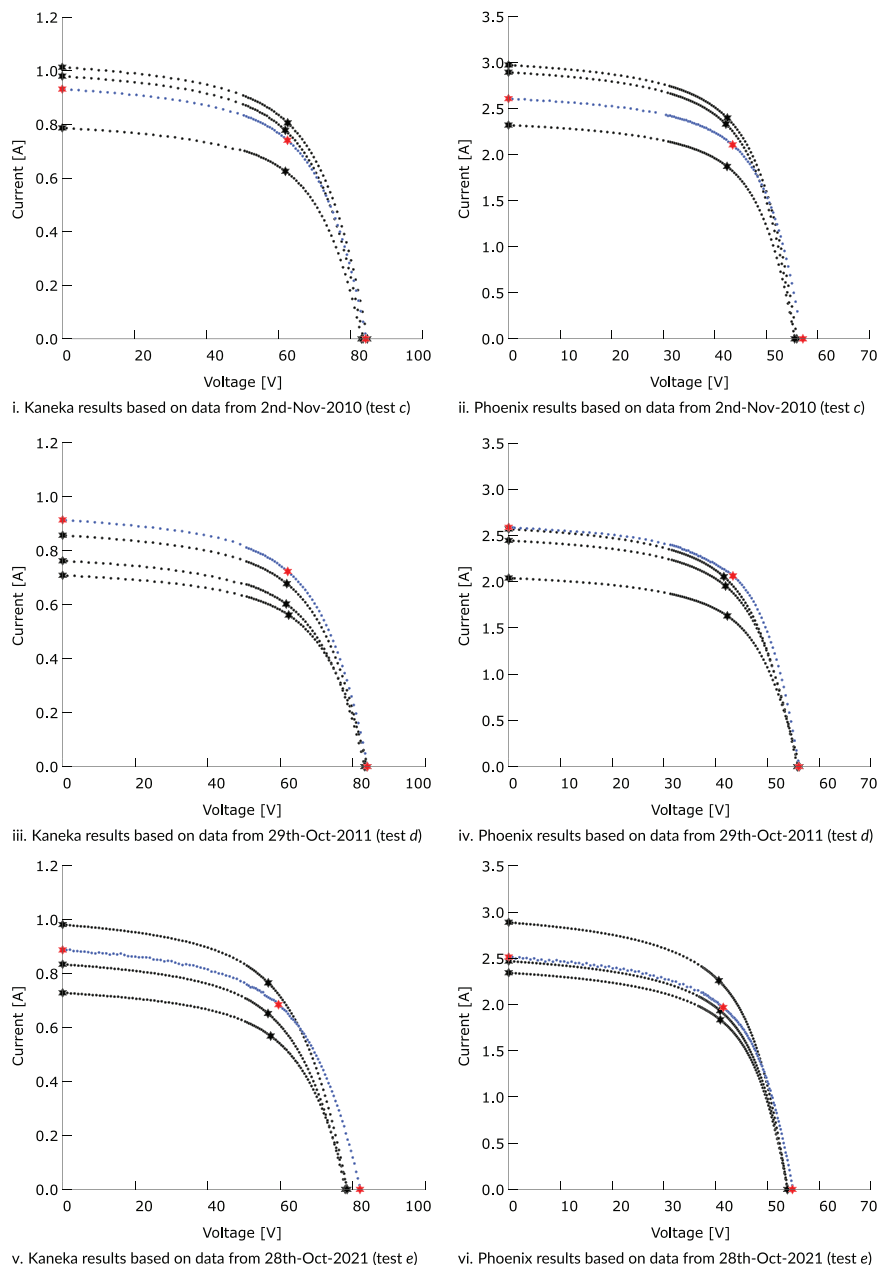 1.2
1.0
0.8
0.6
0.4
0.2
0.0
Current [A]
0 20 40 60 80 100
Voltage [V]
i. Kaneka results based on data from 2nd-Nov-2010 (test c)
3.5
3.0
2.5
2.0
1.5
1.0
0.5
0.0
Current [A]
0 10 20 30 40 50 60 70
Voltage [V]
ii. Phoenix results based on data from 2nd-Nov-2010 (test c)
1.2
1.0
0.8
0.6
0.4
0.2
0.0
Current [A]
0 20 40 60 80 100
Voltage [V]
iii. Kaneka results based on data from 29th-Oct-2011 (test d)
3.5
3.0
2.5
2.0
1.5
1.0
0.5
0.0
Current [A]
0 10 20 30 40 50 60 70
Voltage [V]
iv. Phoenix results based on data from 29th-Oct-2011 (test d)
1.2
1.0
0.8
0.6
0.4
0.2
0.0
Current [A]
0 20 40 60 80 100
Voltage [V]
v. Kaneka results based on data from 28th-Oct-2021 (test e)
3.5
3.0
2.5
2.0
1.5
1.0
0.5
0.0
Current [A]
0 10 20 30 40 50 60 70
Voltage [V]
vi. Phoenix results based on data from 28th-Oct-2021 (test e)